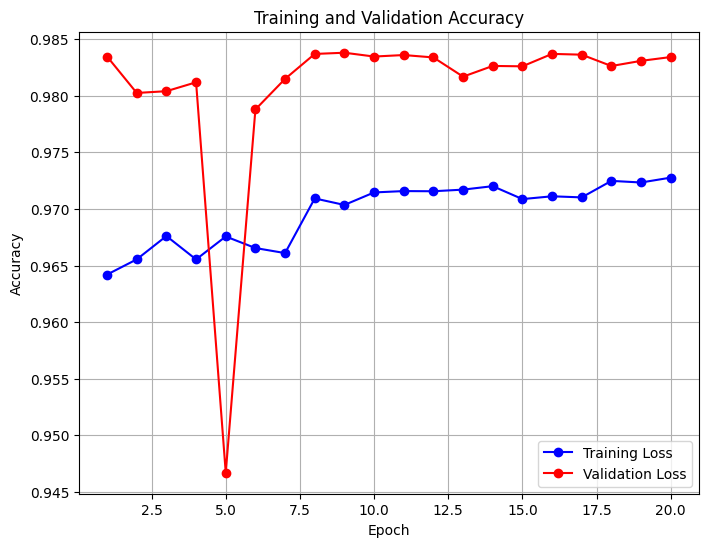 Training and Validation Accuracy
Accuracy
0.985
0.980
0.975
0.970
0.965
0.960
0.955
0.950
0.945
Training Loss
Validation Loss
2.5 5.0 7.5 10.0 12.5 15.0 17.5 20.0
Epoch